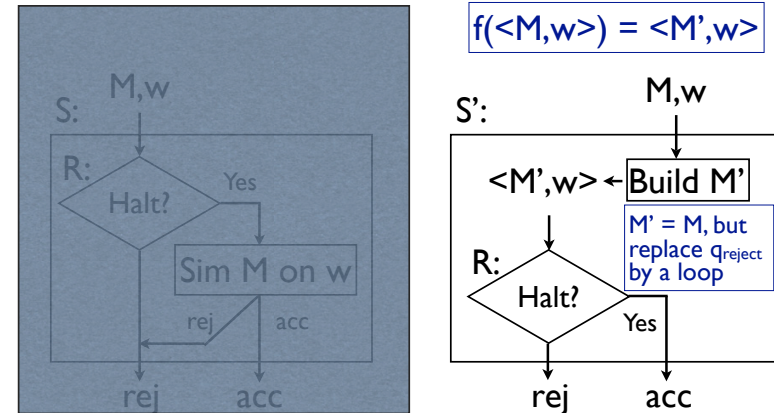 M,w
S:
R:
Halt?
Yes
Sim M on w
rej
acc
rej
acc
f(<M,w>) = <M’,w>
M,w
S’:
<M’,w>
Build M’
M’ = M, but
replace qreject
by a loop
R:
Halt?
Yes
rej
acc